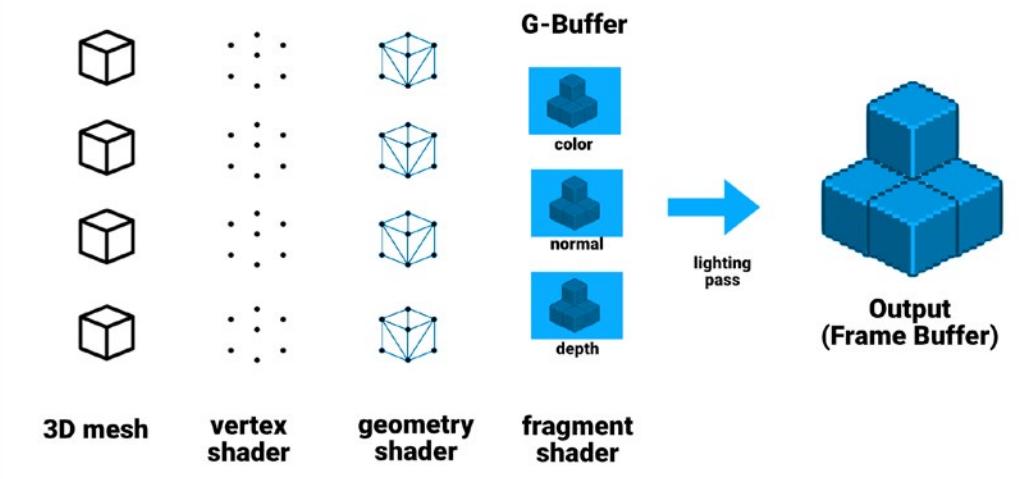 G-Buffer
color
normal
depth
lighting
pass
Output
(Frame Buffer)
3D mesh
vertex
shader
geometry
shader
fragment
shader